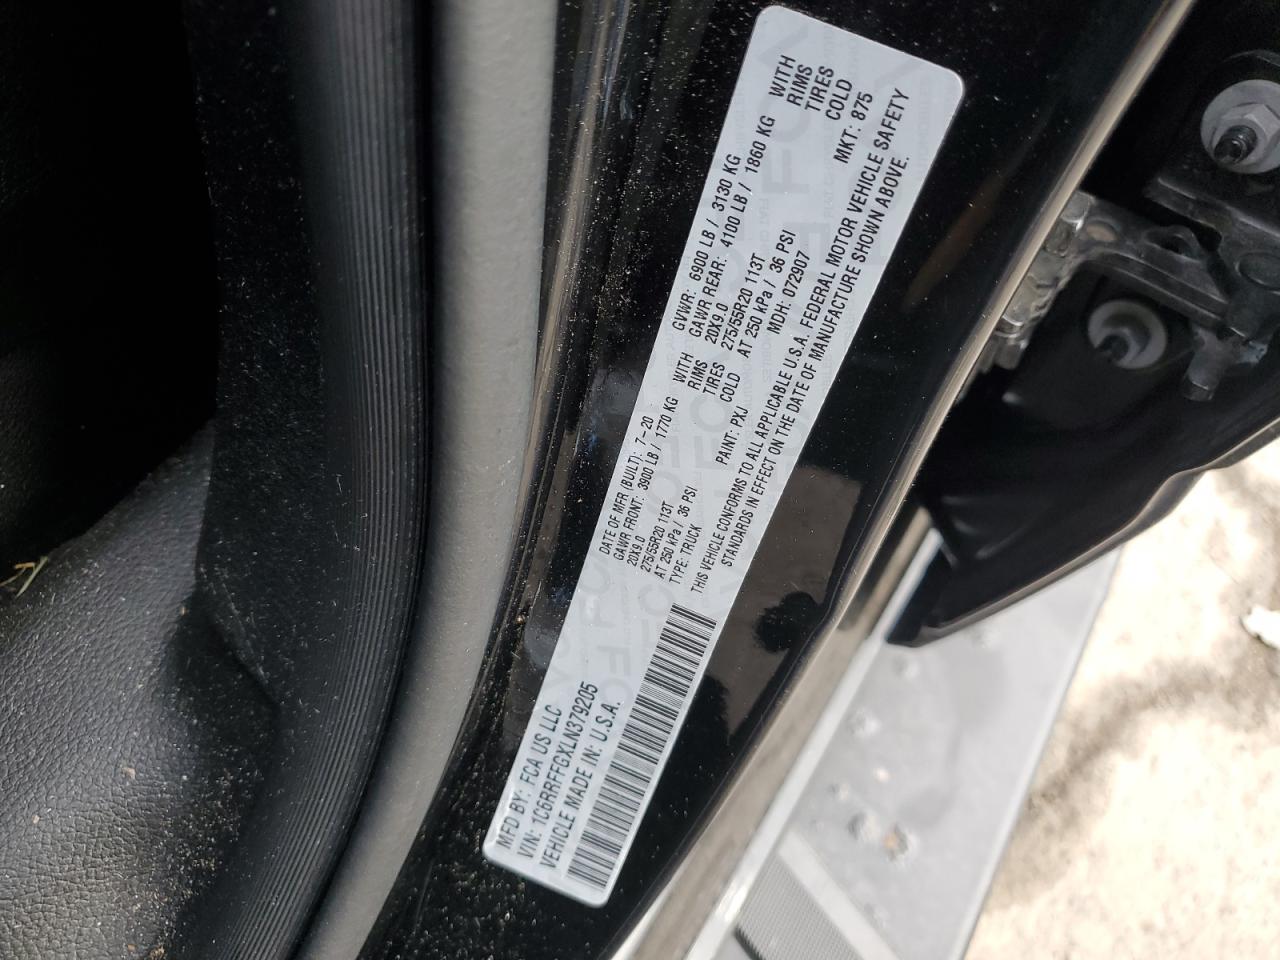 MFD BY: FCA US LLC
DATE OF MFR (BUILT): 7-20
GVWR: 6900 LB / 3130 KG
VIN: 1C6RRFFGXLN379205
GAWR FRONT: 3900 LB / 1770 KG WITH
GAWR REAR: 4100 LB / 1860 KG WITH
VEHICLE MADE IN: U.S.A.
20X9.0 RIMS
20X9.0 RIMS
275/55R20 113T TIRES
275/55R20 113T TIRES
AT 250 kPa / 36 PSI COLD
AT 250 kPa / 36 PSI COLD
TYPE: TRUCK PAINT: PXJ MDH: 072907 MKT: 875
THIS VEHICLE CONFORMS TO ALL APPLICABLE U.S.A. FEDERAL MOTOR VEHICLE SAFETY
STANDARDS IN EFFECT ON THE DATE OF MANUFACTURE SHOWN ABOVE.